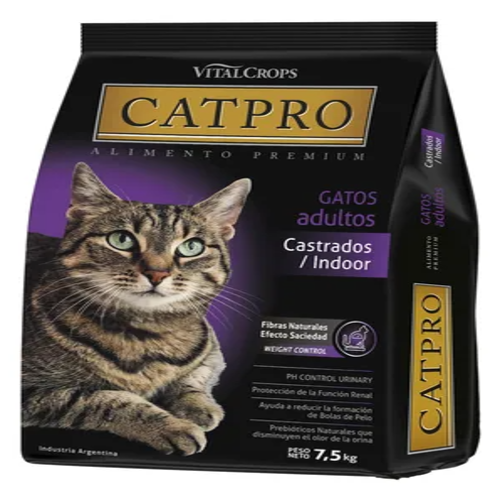 VITALCROPS
CATPRO
ALIMENTO PREMIUM
GATOS
adultos
Castrados
/ Indoor
Fibras Naturales
Efecto Saciedad
WEIGHT CONTROL
PH CONTROL URINARY
Protección de la Función Renal
Ayuda a reducir la formación
de Bolas de Pelo
Prebióticos Naturales que
disminuyen el olor de la orina
Industria Argentina
PESO
NETO 7,5 kg
CATPRO
ALIMENTO
PREMIUM
GATOS
adultos
Castrados
/ Indoor